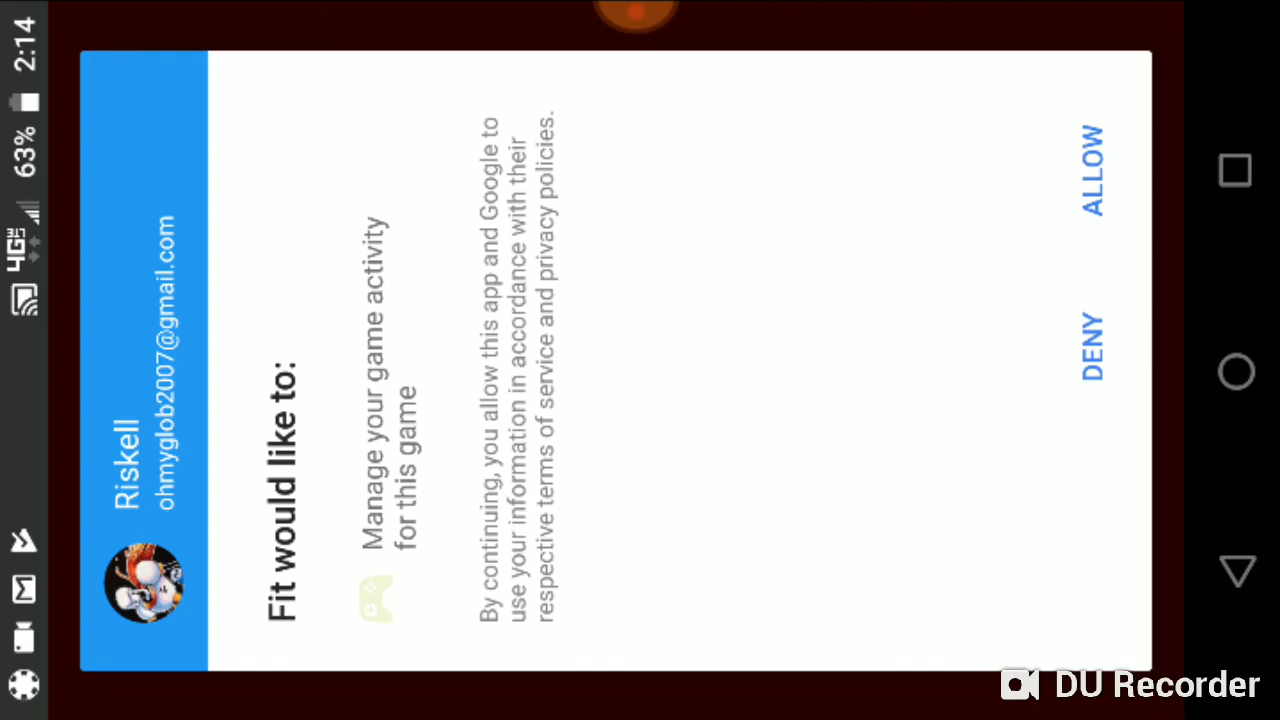 63% 2:14
4G LTE
Riskell
ohmyglob2007@gmail.com
Fit would like to:
Manage your game activity
for this game
By continuing, you allow this app and Google to
use your information in accordance with their
respective terms of service and privacy policies.
DENY ALLOW
DU Recorder